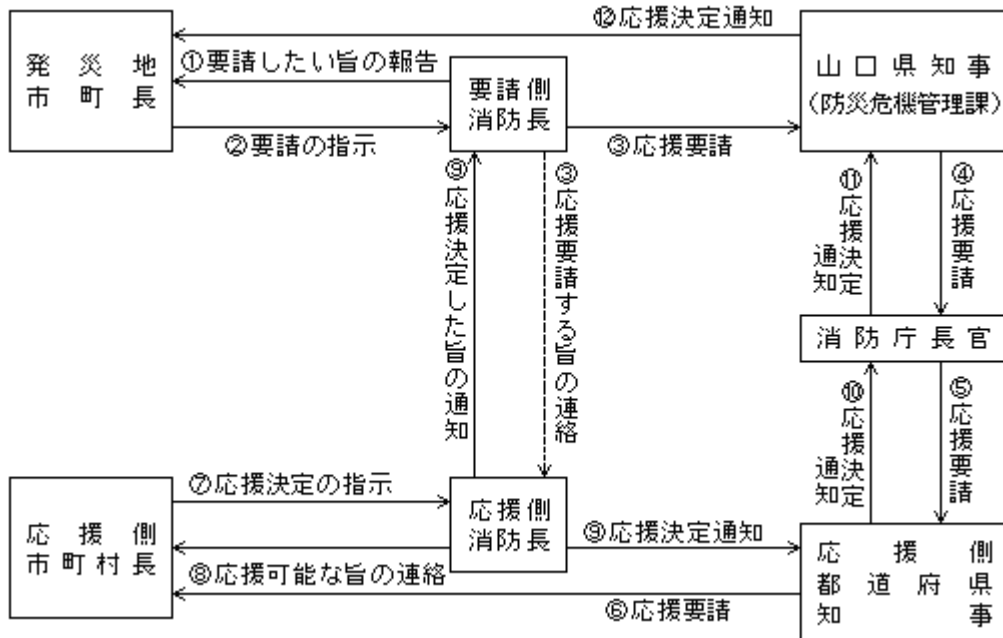 ⑫応援決定通知
発災地
市町長
①要請したい旨の報告
②要請の指示
要請側
消防長
③応援要請
山口県知事
(防災危機管理課)
⑨応援決定した旨の通知
③応援要請する旨の連絡
⑪応援決定
通知
④応援要請
消防庁長官
⑩応援決定
通知
⑤応援要請
⑦応援決定の指示
応援側
市町村長
応援側
消防長
⑨応援決定通知
⑧応援可能な旨の連絡
⑥応援要請
応援側
都道府県
知事